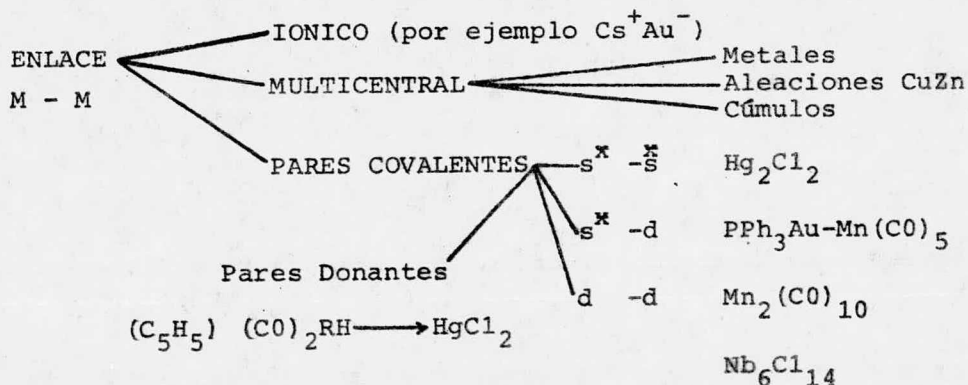 IONICO (por ejemplo Cs⁺Au⁻)
ENLACE
M - M
MULTICENTRAL
Metales
Aleaciones CuZn
Cúmulos
PARES COVALENTES
s* -s* Hg₂Cl₂
s* -d PPh₃Au-Mn(CO)₅
d -d Mn₂(CO)₁₀
Pares Donantes
(C₅H₅) (CO)₂RH → HgCl₂
Nb₆Cl₁₄